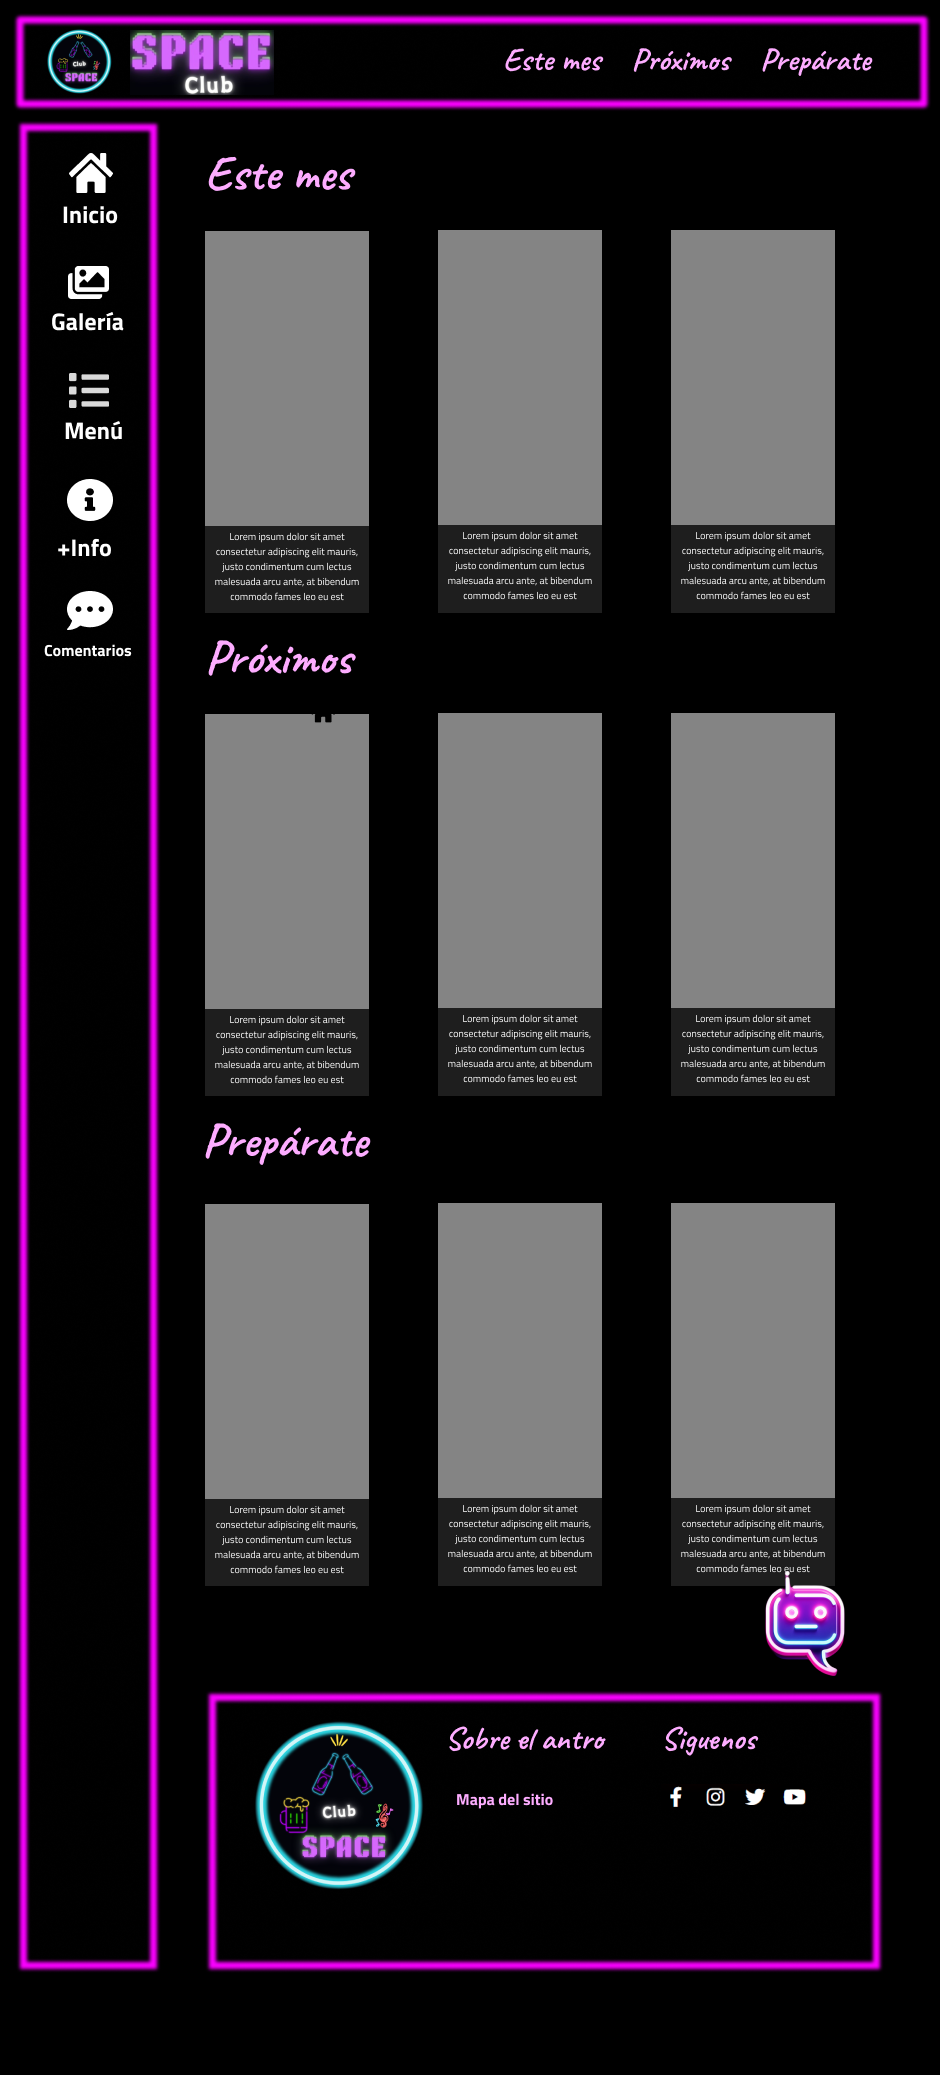 Club
SPACE
SPACE
Club
Este mes
Próximos
Prepárate
Inicio
Galería
Menú
+Info
Comentarios
Este mes
Lorem ipsum dolor sit amet
consectetur adipiscing elit mauris,
justo condimentum cum lectus
malesuada arcu ante, at bibendum
commodo fames leo eu est
Lorem ipsum dolor sit amet
consectetur adipiscing elit mauris,
justo condimentum cum lectus
malesuada arcu ante, at bibendum
commodo fames leo eu est
Lorem ipsum dolor sit amet
consectetur adipiscing elit mauris,
justo condimentum cum lectus
malesuada arcu ante, at bibendum
commodo fames leo eu est
Próximos
Lorem ipsum dolor sit amet
consectetur adipiscing elit mauris,
justo condimentum cum lectus
malesuada arcu ante, at bibendum
commodo fames leo eu est
Lorem ipsum dolor sit amet
consectetur adipiscing elit mauris,
justo condimentum cum lectus
malesuada arcu ante, at bibendum
commodo fames leo eu est
Lorem ipsum dolor sit amet
consectetur adipiscing elit mauris,
justo condimentum cum lectus
malesuada arcu ante, at bibendum
commodo fames leo eu est
Prepárate
Lorem ipsum dolor sit amet
consectetur adipiscing elit mauris,
justo condimentum cum lectus
malesuada arcu ante, at bibendum
commodo fames leo eu est
Lorem ipsum dolor sit amet
consectetur adipiscing elit mauris,
justo condimentum cum lectus
malesuada arcu ante, at bibendum
commodo fames leo eu est
Lorem ipsum dolor sit amet
consectetur adipiscing elit mauris,
justo condimentum cum lectus
malesuada arcu ante, at bibendum
commodo fames leo eu est
Club
SPACE
Sobre el antro
Mapa del sitio
Siguenos